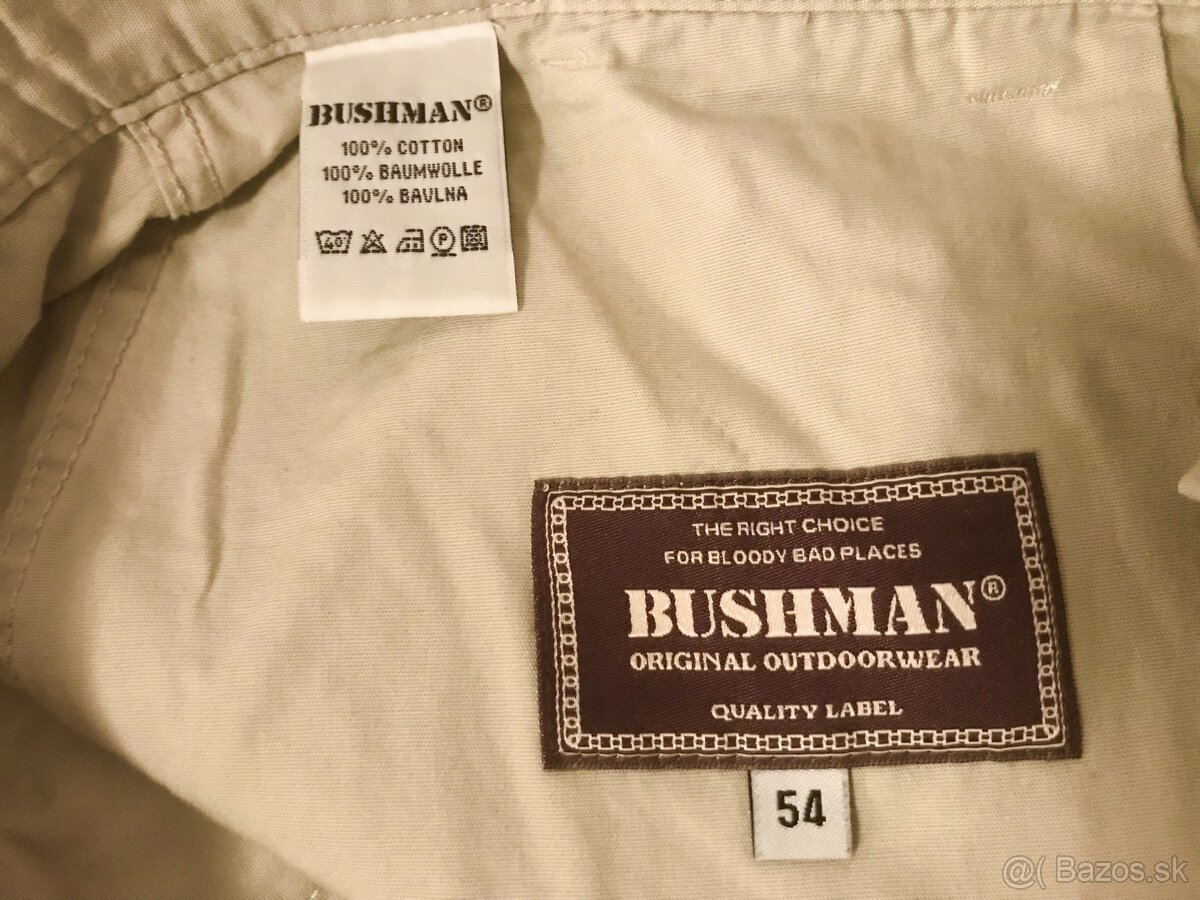 BUSHMAN®
100% COTTON
100% BAUMWOLLE
100% BAVLNA
40 P
THE RIGHT CHOICE
FOR BLOODY BAD PLACES
BUSHMAN®
ORIGINAL OUTDOORWEAR
QUALITY LABEL
54
@( Bazos.sk